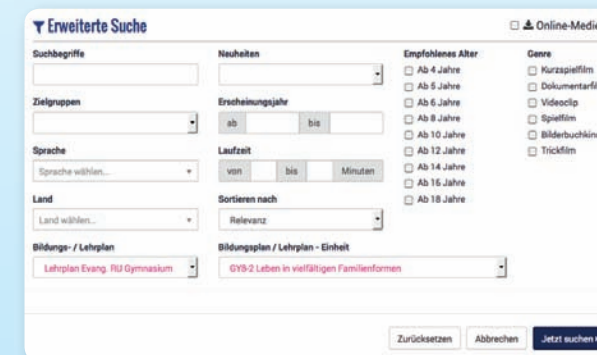 Erweiterte Suche
Online-Medie
Suchbegriffe
Neuheiten
Empfohlenes Alter
Genre
Ab 4 Jahre
Kurzspielfilm
Ab 5 Jahre
Dokumentarfil
Zielgruppen
Erscheinungsjahr
Ab 6 Jahre
Videoclip
ab
bis
Ab 8 Jahre
Spielfilm
Ab 10 Jahre
Bilderbuchkino
Sprache
Laufzeit
Ab 12 Jahre
Trickfilm
Sprache wählen...
von
bis
Minuten
Ab 14 Jahre
Ab 16 Jahre
Land
Sortieren nach
Ab 18 Jahre
Land wählen...
Relevanz
Bildungs- / Lehrplan
Bildungsplan / Lehrplan - Einheit
Lehrplan Evang. RU Gymnasium
GY8-2 Leben in vielfältigen Familienformen
Zurücksetzen
Abbrechen
Jetzt suchen